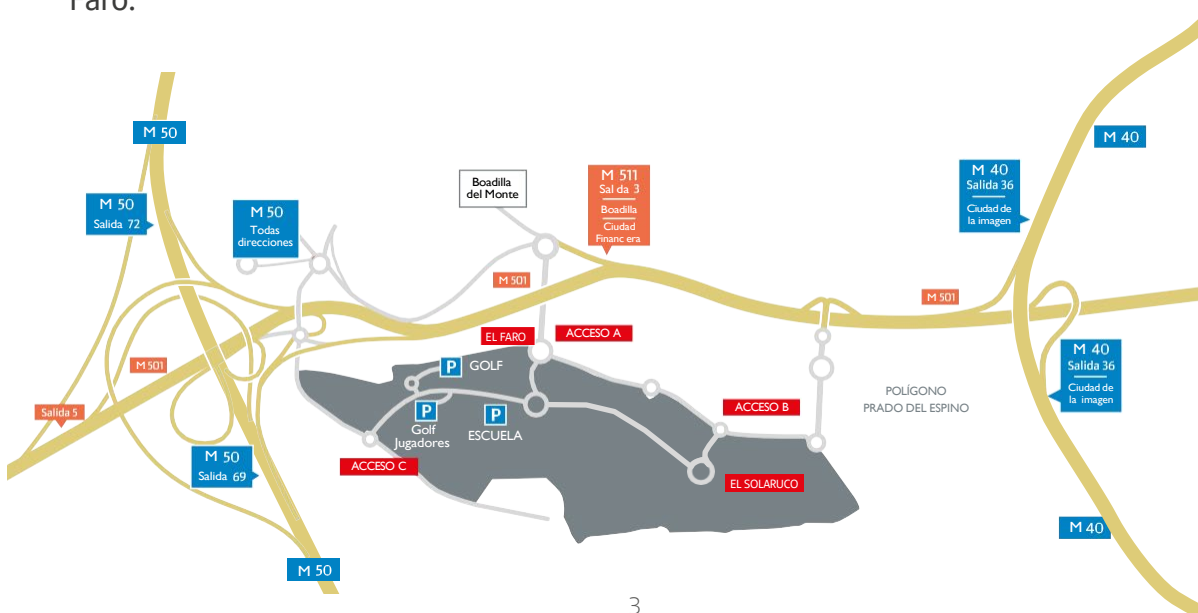 Faro.
M 50
M 40
M 50
Salida 72
M 50
Todas
direcciones
Boadilla
del Monte
M 511
Sal da 3
Boadilla
Ciudad
Financ era
M 40
Salida 36
Ciudad de
la imagen
M 501
M 501
EL FARO
ACCESO A
M 501
GOLF
P
P
Golf
Jugadores
P
ESCUELA
ACCESO B
POLÍGONO
PRADO DEL ESPINO
M 40
Salida 36
Ciudad de
la imagen
Salida 5
M 50
Salida 69
ACCESO C
EL SOLARUCO
M 40
M 50
3